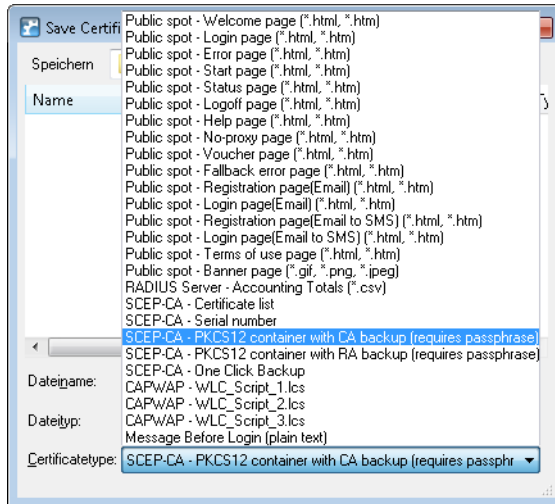 Save Certifi
Speichern
Name
Public spot - Welcome page (*.html, *.htm)
Public spot - Login page (*.html, *.htm)
Public spot - Error page (*.html, *.htm)
Public spot - Start page (*.html, *.htm)
Public spot - Status page (*.html, *.htm)
Public spot - Logoff page (*.html, *.htm)
Public spot - Help page (*.html, *.htm)
Public spot - No-proxy page (*.html, *.htm)
Public spot - Voucher page (*.html, *.htm)
Public spot - Fallback error page (*.html, *.htm)
Public spot - Registration page(Email) (*.html, *.htm)
Public spot - Login page(Email) (*.html, *.htm)
Public spot - Registration page(Email to SMS) (*.html, *.htm)
Public spot - Login page(Email to SMS) (*.html, *.htm)
Public spot - Terms of use page (*.html, *.htm)
Public spot - Banner page (*.gif, *.png, *.jpeg)
RADIUS Server - Accounting Totals (*.csv)
SCEP-CA - Certificate list
SCEP-CA - Serial number
SCEP-CA - PKCS12 container with CA backup (requires passphrase)
SCEP-CA - PKCS12 container with RA backup (requires passphrase)
SCEP-CA - One Click Backup
CAPWAP - WLC_Script_1.lcs
CAPWAP - WLC_Script_2.lcs
CAPWAP - WLC_Script_3.lcs
Message Before Login (plain text)
Dateiname:
Dateityp:
Certificatetype: SCEP-CA - PKCS12 container with CA backup (requires passphr